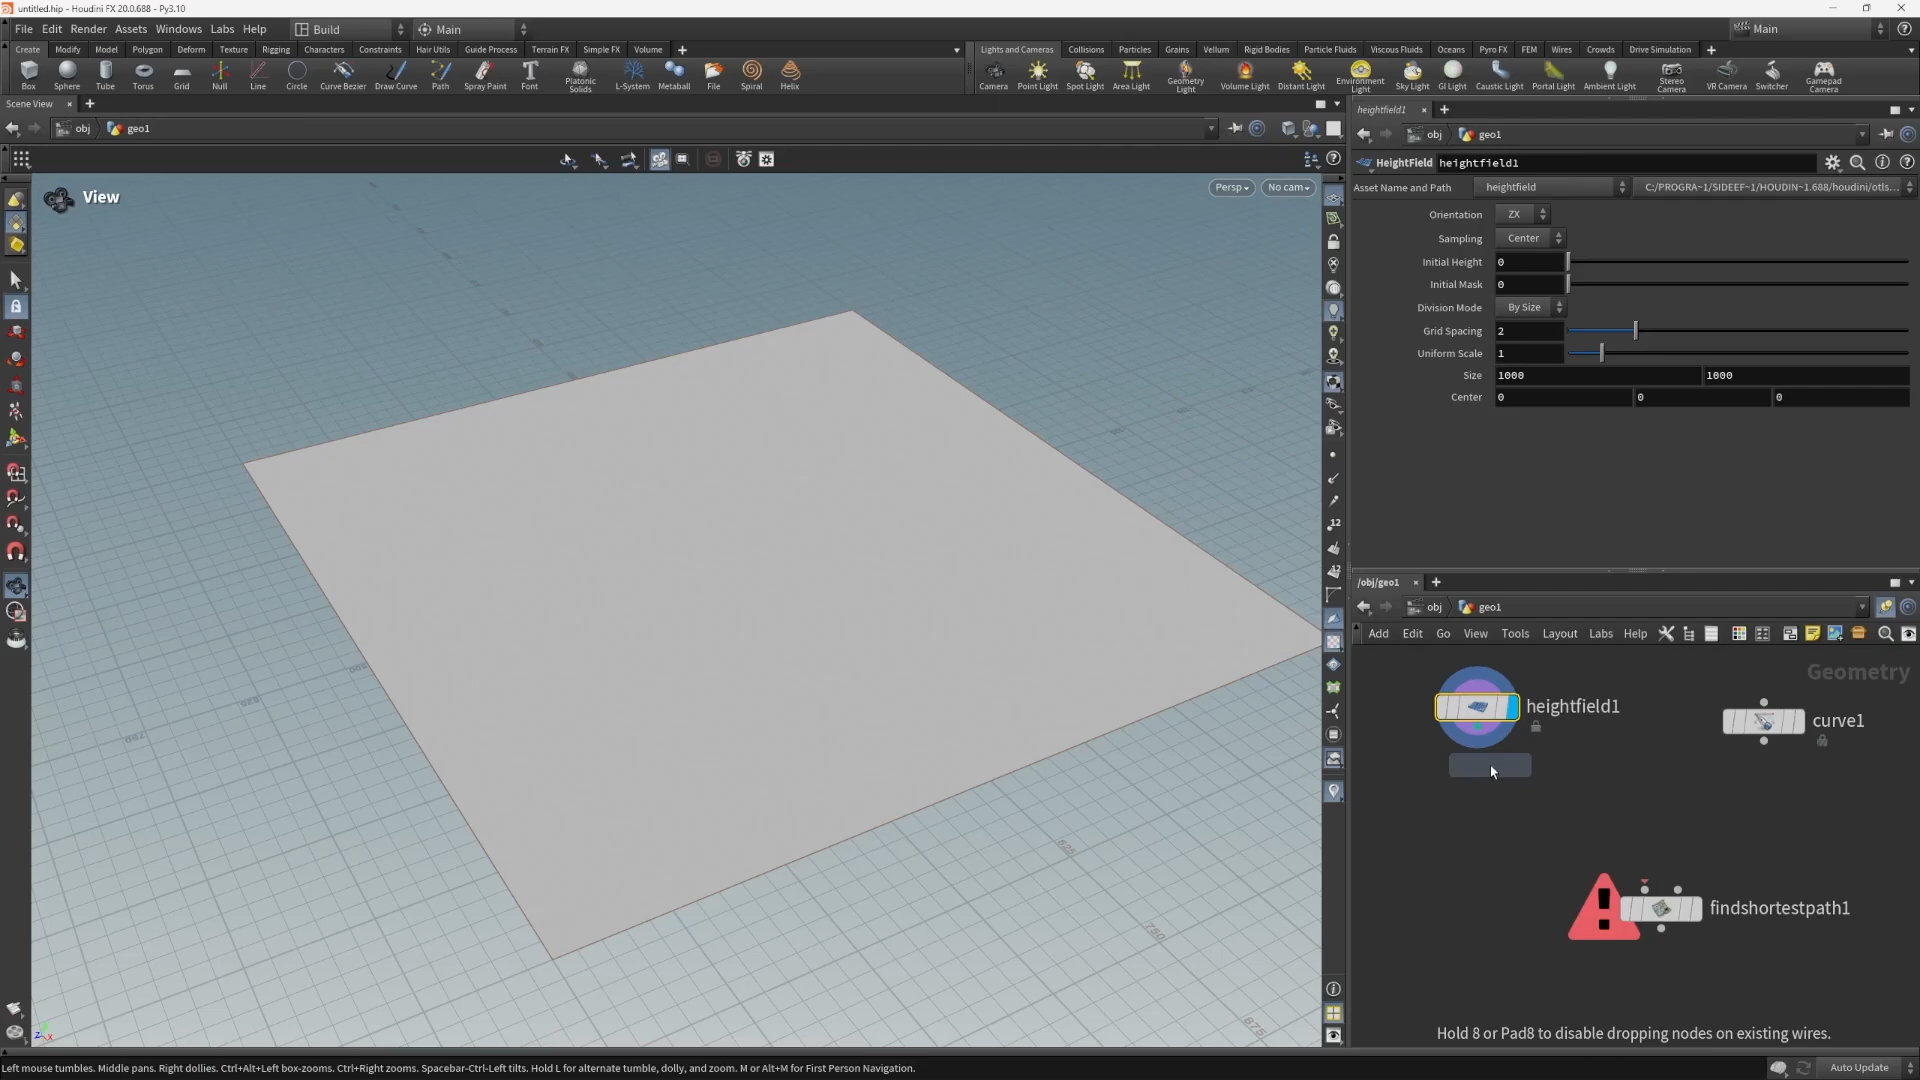 untitled.hip - Houdini FX 20.0.688 - Py3.10
File Edit Render Assets Windows Labs Help Build Main Main
Create Modify Model Polygon Deform Texture Rigging Characters Constraints Hair Utils Guide Process Terrain FX Simple FX Volume
Lights and Cameras Collisions Particles Grains Vellum Rigid Bodies Particle Fluids Viscous Fluids Oceans Pyro FX FEM Wires Crowds Drive Simulation
Box Sphere Tube Torus Grid Null Line Circle Curve Bezier Draw Curve Path Spray Paint Font Platonic Solids L-System Metaball File Spiral Helix
Camera Point Light Spot Light Area Light Geometry Light Volume Light Distant Light Environment Light Sky Light GI Light Caustic Light Portal Light Ambient Light Stereo Camera VR Camera Switcher Gamepad Camera
Scene View
obj geo1
View
Persp No cam
625
750
875
12
12
heightfield1
obj geo1
HeightField heightfield1
Asset Name and Path heightfield C:/PROGRA~1/SIDEEF~1/HOUDIN~1.688/houdini/otls...
Orientation ZX
Sampling Center
Initial Height 0
Initial Mask 0
Division Mode By Size
Grid Spacing 2
Uniform Scale 1
Size 1000 1000
Center 0 0 0
/obj/geo1
obj geo1
Add Edit Go View Tools Layout Labs Help
Geometry
heightfield1
curve1
findshortestpath1
Hold 8 or Pad8 to disable dropping nodes on existing wires.
Left mouse tumbles. Middle pans. Right dollies. Ctrl+Alt+Left box-zooms. Ctrl+Right zooms. Spacebar-Ctrl-Left tilts. Hold L for alternate tumble, dolly, and zoom. M or Alt+M for First Person Navigation.
Auto Update